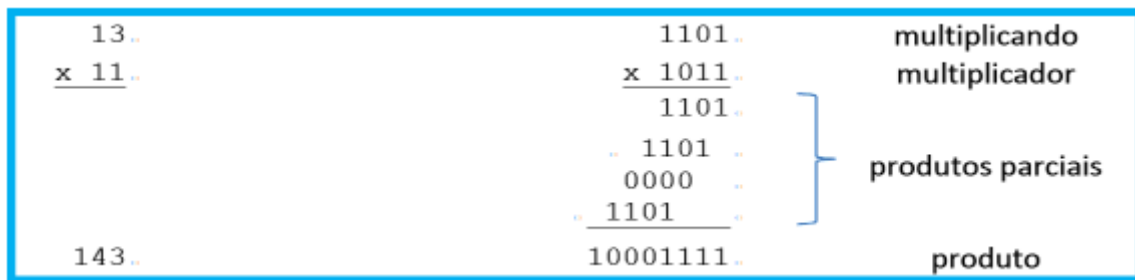 13 1101 multiplicando
x 11 x 1011 multiplicador
1101
1101
produtos parciais
0000
1101
143 10001111 produto